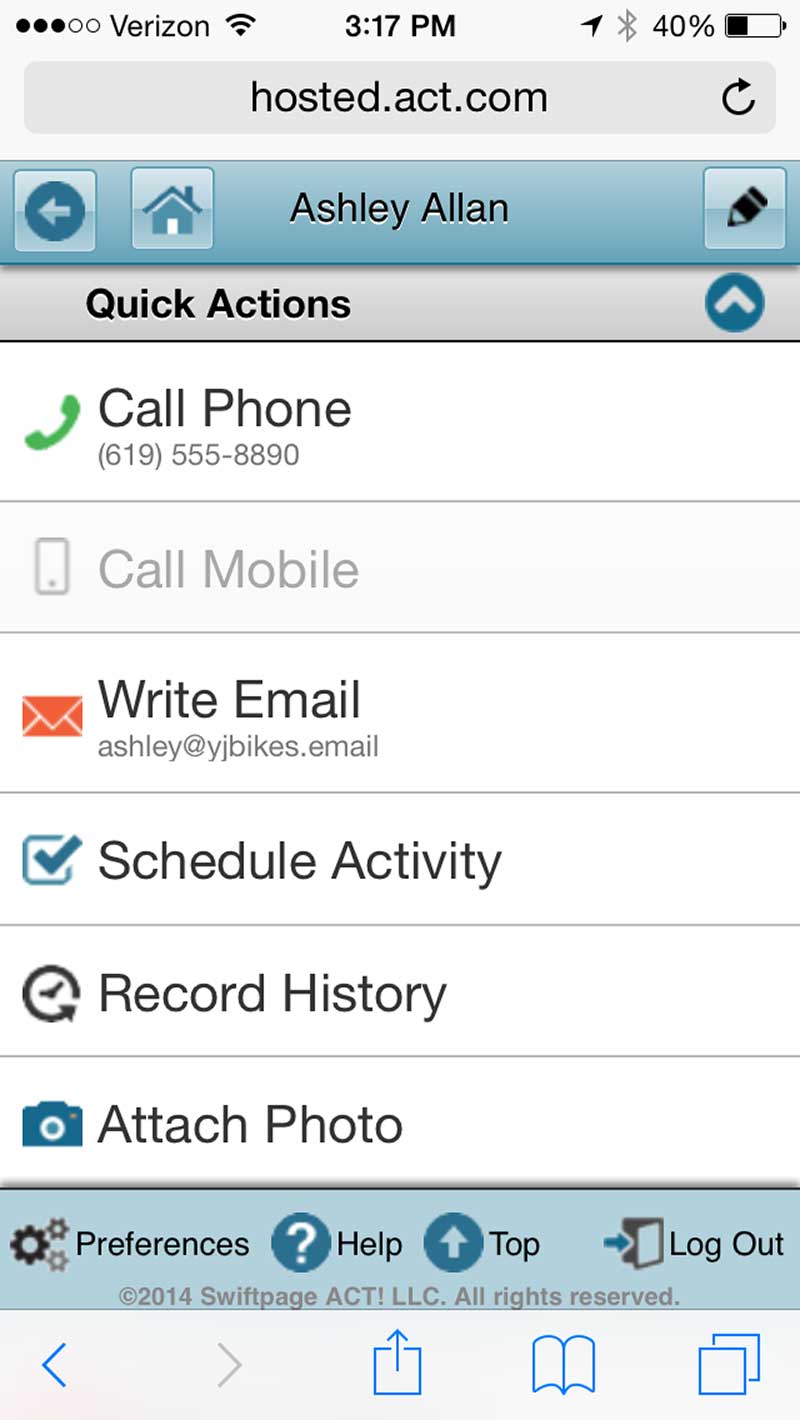 Verizon 3:17 PM 40%
hosted.act.com
Ashley Allan
Quick Actions
Call Phone
(619) 555-8890
Call Mobile
Write Email
ashley@yjbikes.email
Schedule Activity
Record History
Attach Photo
Preferences ? Help Top Log Out
©2014 Swiftpage ACT! LLC. All rights reserved.